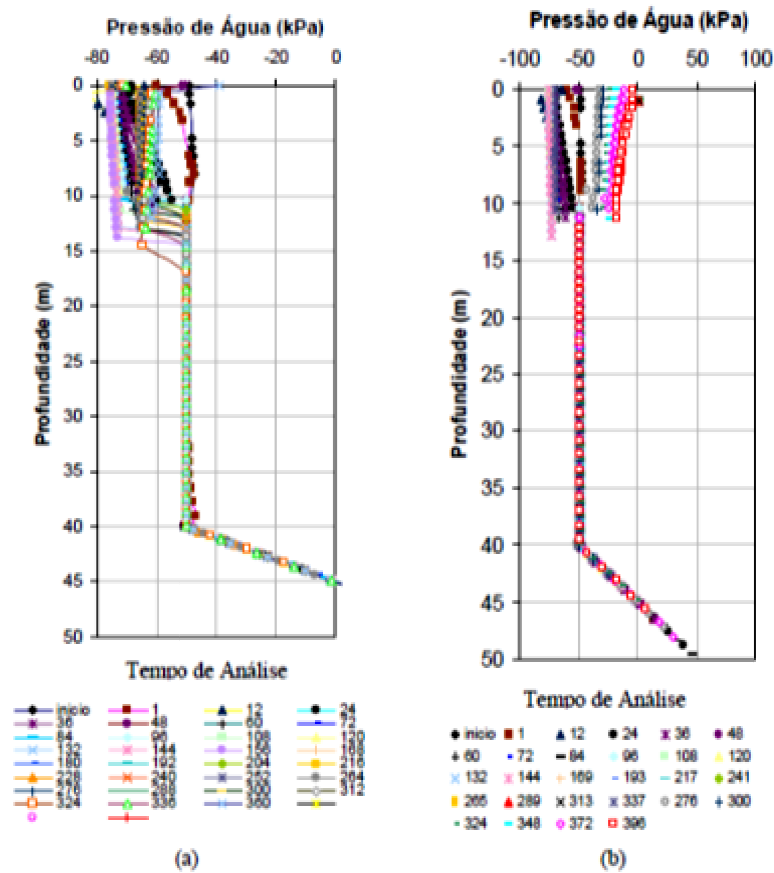 Pressão de Água (kPa)
-80 -60 -40 -20 0
0
5
10
15
20
25
30
35
40
45
50
Profundidade (m)
Tempo de Análise
inicio 1 12 24
36 48 60 72
84 96 108 120
132 144 156 168
180 192 204 216
228 240 252 264
276 288 300 312
324 336 360
(a)
Pressão de Água (kPa)
-100 -50 0 50 100
0
5
10
15
20
25
30
35
40
45
50
Profundidade (m)
Tempo de Análise
inicio 1 12 24 36 48
60 72 84 96 108 120
132 144 169 193 217 241
265 289 313 337 276 300
324 348 372 396
(b)